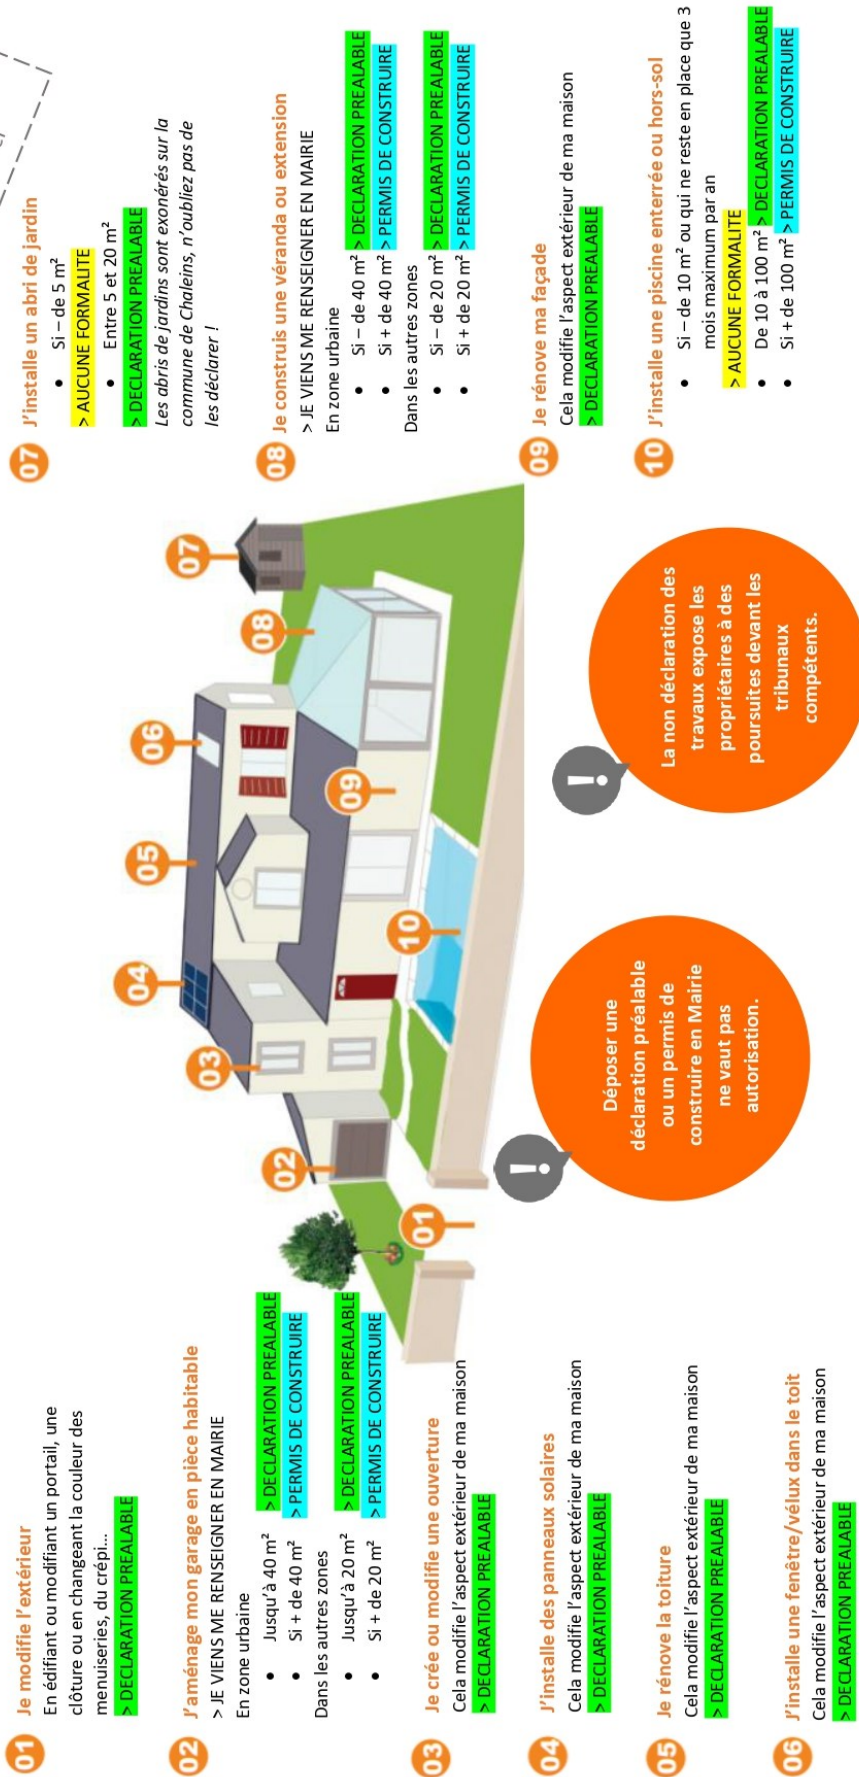 01 Je modifie l'extérieur
En édifiant ou modifiant un portail, une
clôture ou en changeant la couleur des
menuiseries, du crépi...
> DECLARATION PREALABLE
02 J'aménage mon garage en pièce habitable
> JE VIENS ME RENSEIGNER EN MAIRIE
En zone urbaine
• Jusqu'à 40 m² > DECLARATION PREALABLE
• Si + de 40 m² > PERMIS DE CONSTRUIRE
Dans les autres zones
• Jusqu'à 20 m² > DECLARATION PREALABLE
• Si + de 20 m² > PERMIS DE CONSTRUIRE
03 Je crée ou modifie une ouverture
Cela modifie l'aspect extérieur de ma maison
> DECLARATION PREALABLE
04 J'installe des panneaux solaires
Cela modifie l'aspect extérieur de ma maison
> DECLARATION PREALABLE
05 Je rénove la toiture
Cela modifie l'aspect extérieur de ma maison
> DECLARATION PREALABLE
06 J'installe une fenêtre/vélux dans le toit
Cela modifie l'aspect extérieur de ma maison
> DECLARATION PREALABLE
01
02
03
04
05
06
07
08
09
10
!
Déposer une
déclaration préalable
ou un permis de
construire en Mairie
ne vaut pas
autorisation.
!
La non déclaration des
travaux expose les
propriétaires à des
poursuites devant les
tribunaux
compétents.
07 J'installe un abri de jardin
• Si – de 5 m²
> AUCUNE FORMALITE
• Entre 5 et 20 m²
> DECLARATION PREALABLE
Les abris de jardins sont exonérés sur la
commune de Chaleins, n'oubliez pas de
les déclarer !
08 Je construis une véranda ou extension
> JE VIENS ME RENSEIGNER EN MAIRIE
En zone urbaine
• Si – de 40 m² > DECLARATION PREALABLE
• Si + de 40 m² > PERMIS DE CONSTRUIRE
Dans les autres zones
• Si – de 20 m² > DECLARATION PREALABLE
• Si + de 20 m² > PERMIS DE CONSTRUIRE
09 Je rénove ma façade
Cela modifie l'aspect extérieur de ma maison
> DECLARATION PREALABLE
10 J'installe une piscine enterrée ou hors-sol
• Si – de 10 m² ou qui ne reste en place que 3
mois maximum par an
> AUCUNE FORMALITE
• De 10 à 100 m² > DECLARATION PREALABLE
• Si + de 100 m² > PERMIS DE CONSTRUIRE